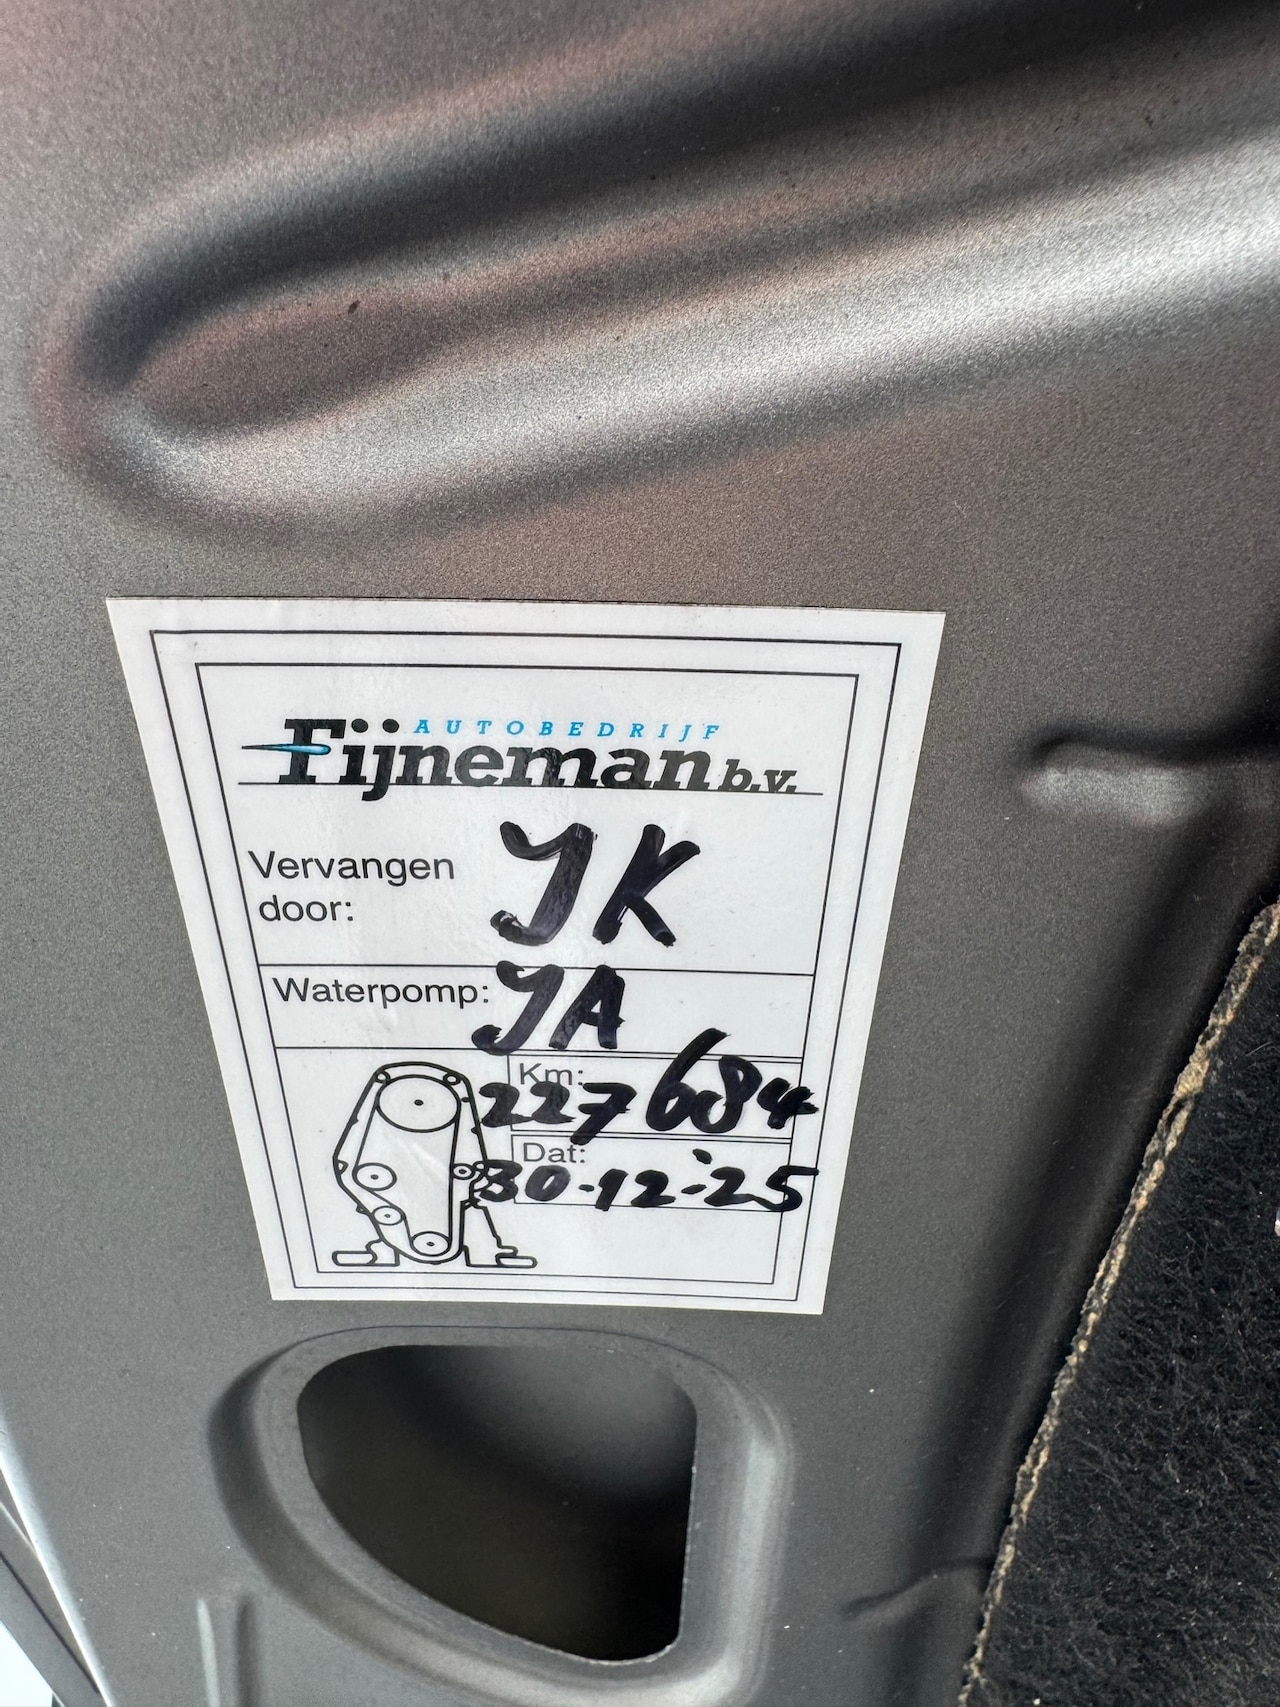 AUTOBEDRIJF
Fijneman b.v.
Vervangen door: JK
Waterpomp: JA
Km: 227684
Dat: 30-12-'25